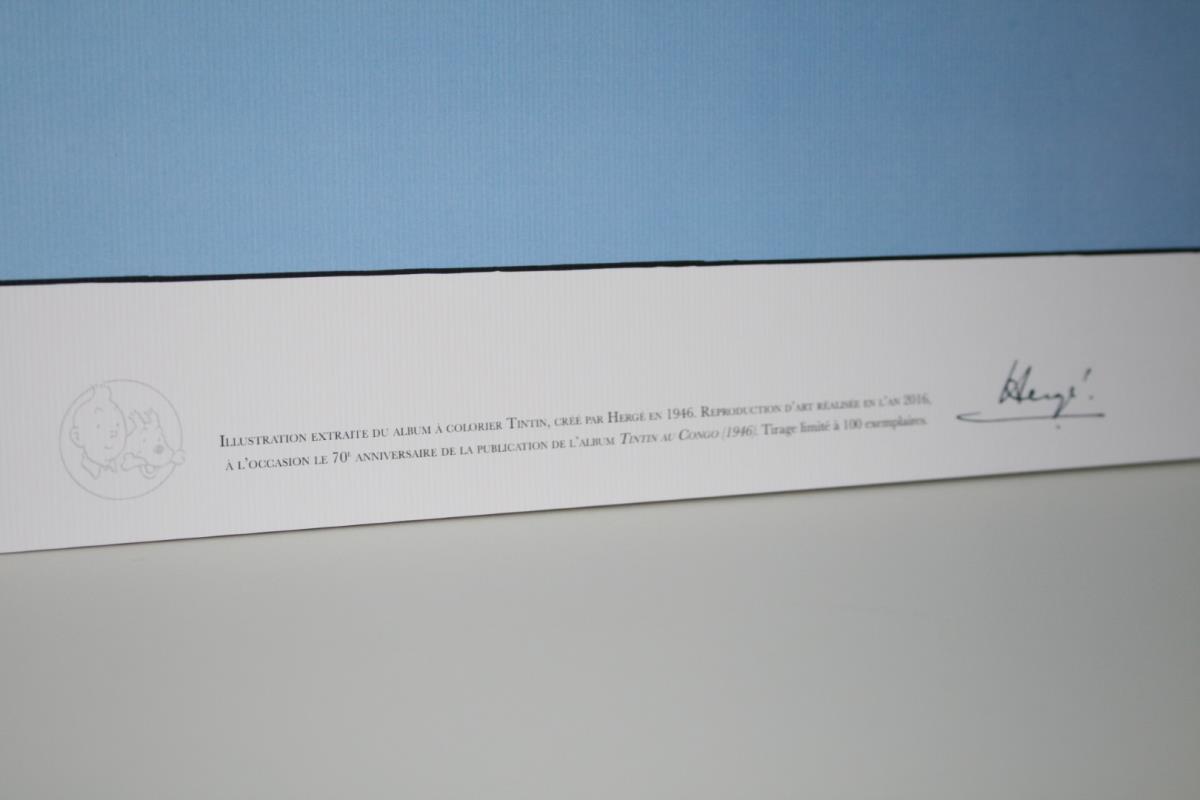 Illustration extraite du album à colorier Tintin, créé par Hergé en 1946. Reproduction d'art réalisée en l'an 2016,
à l'occasion le 70e anniversaire de la publication de l'album Tintin au Congo (1946). Tirage limité à 100 exemplaires.
Hergé